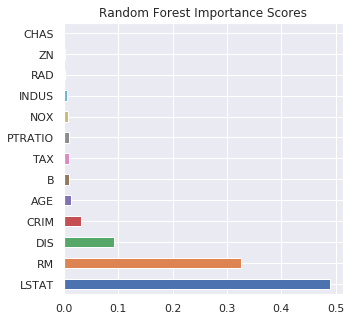 Random Forest Importance Scores
CHAS
ZN
RAD
INDUS
NOX
PTRATIO
TAX
B
AGE
CRIM
DIS
RM
LSTAT
0.0 0.1 0.2 0.3 0.4 0.5